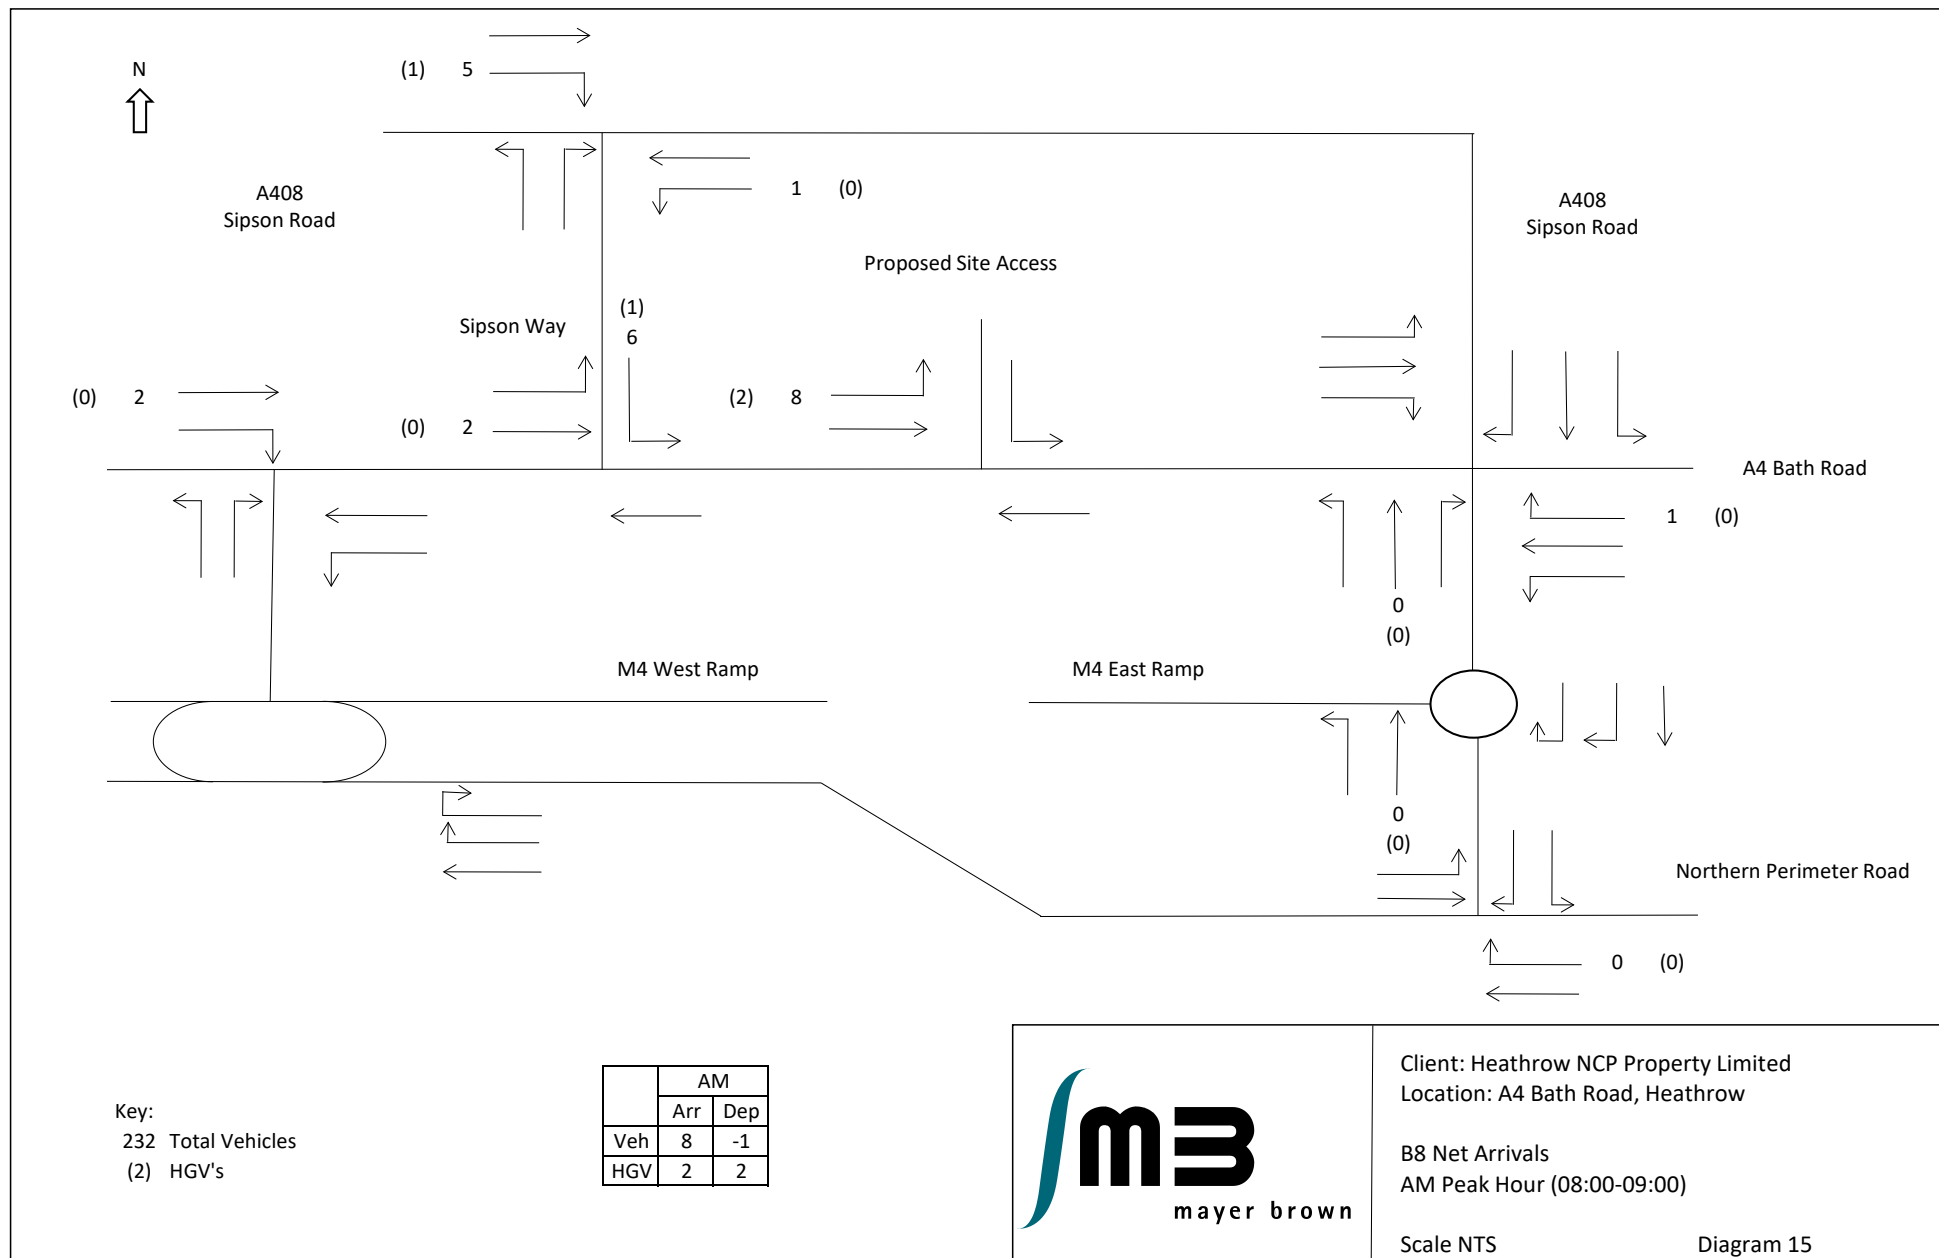 (1) 5
N
1 (0)
A408
Sipson Road
A408
Sipson Road
Proposed Site Access
(1)
6
Sipson Way
(0) 2
(0) 2
(2) 8
A4 Bath Road
1 (0)
0
(0)
M4 West Ramp
M4 East Ramp
0
(0)
Northern Perimeter Road
0 (0)
Key:
232 Total Vehicles
(2) HGV's
AM
Arr Dep
Veh 8 -1
HGV 2 2
mayer brown
Client: Heathrow NCP Property Limited
Location: A4 Bath Road, Heathrow
B8 Net Arrivals
AM Peak Hour (08:00-09:00)
Scale NTS Diagram 15